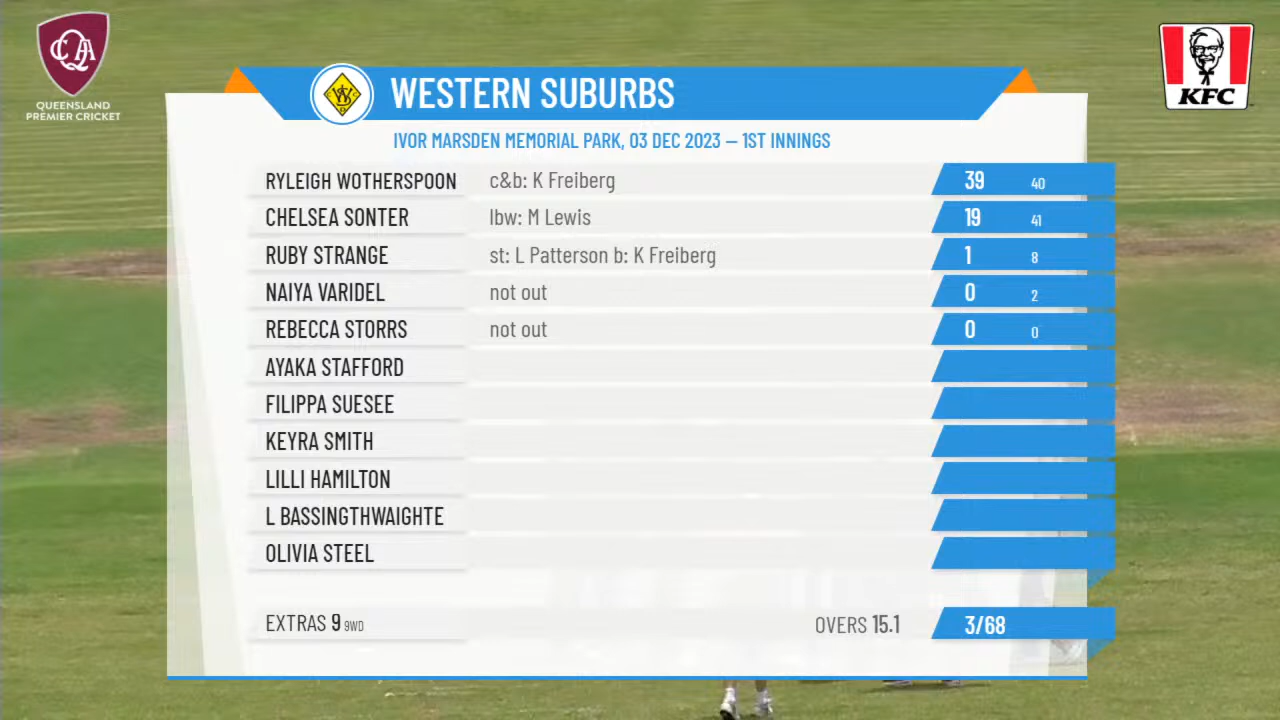 QUEENSLAND
PREMIER CRICKET
KFC
WESTERN SUBURBS
IVOR MARSDEN MEMORIAL PARK, 03 DEC 2023 – 1ST INNINGS
RYLEIGH WOTHERSPOON c&b: K Freiberg 39 40
CHELSEA SONTER lbw: M Lewis 19 41
RUBY STRANGE st: L Patterson b: K Freiberg 1 8
NAIYA VARIDEL not out 0 2
REBECCA STORRS not out 0 0
AYAKA STAFFORD
FILIPPA SUESEE
KEYRA SMITH
LILLI HAMILTON
L BASSINGTHWAIGHTE
OLIVIA STEEL
EXTRAS 9 9WD OVERS 15.1 3/68